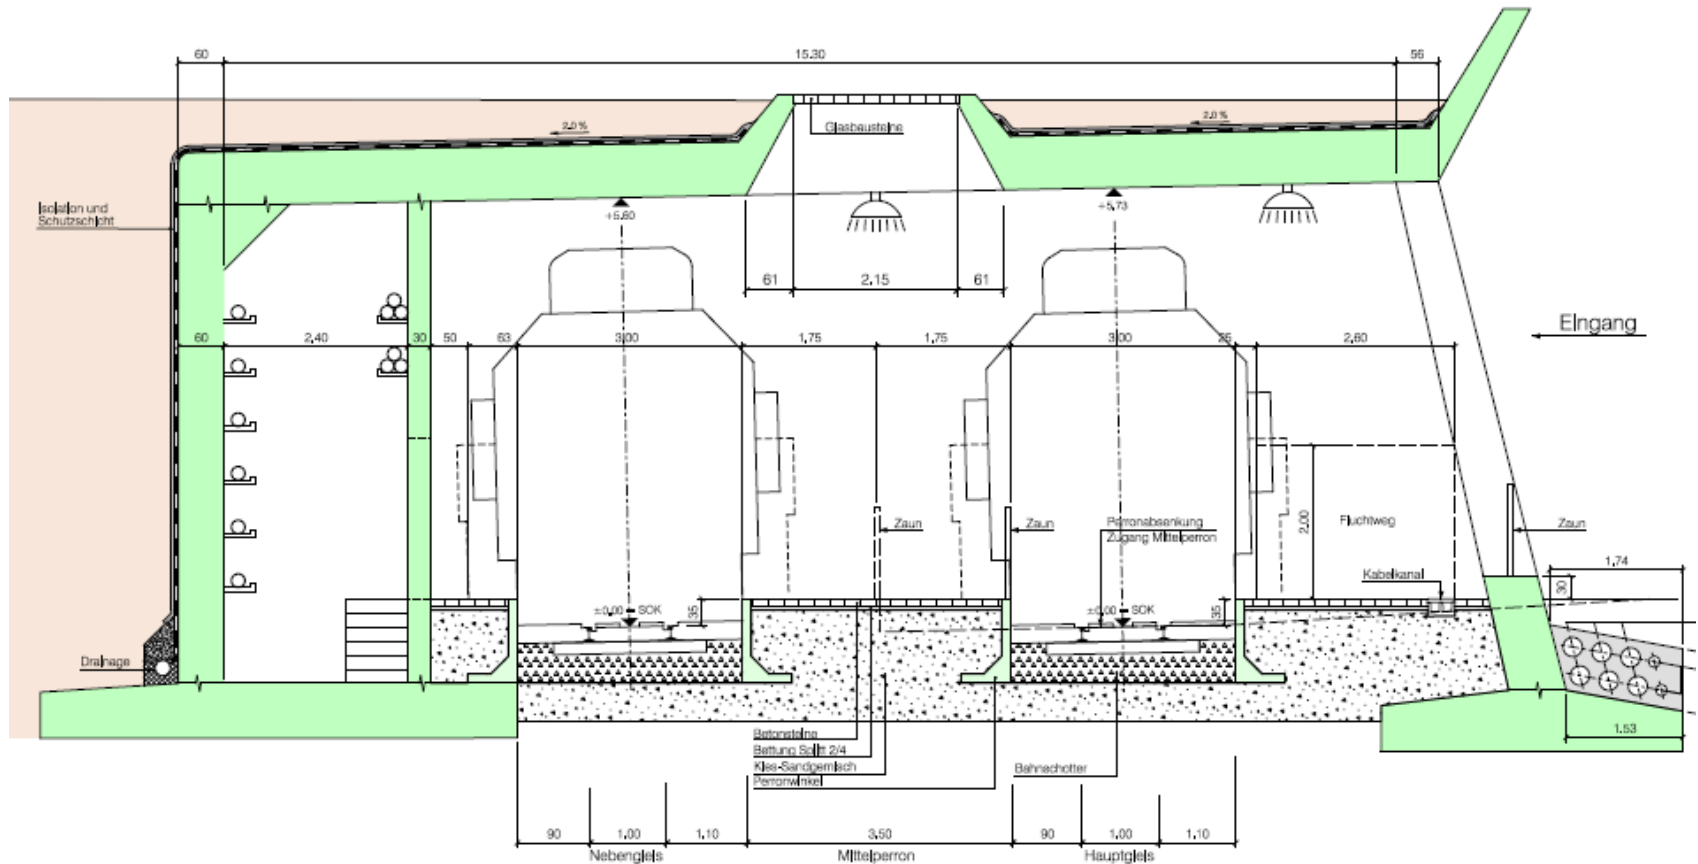 60
15.30
56
2.0 %
Glasbausteine
2.0 %
Isolation und
Schutzschicht
+5.60
+5.73
61
2.15
61
60
2.40
30
50
63
3.00
1.75
1.75
3.00
25
2.60
Eingang
Zaun
Zaun
Perronabsenkung
Zugang Mittelperron
2.00
Fluchtweg
Zaun
Kabelkanal
1.74
30
±0.00 = SOK
35
±0.00 = SOK
35
Drainage
1.53
Betonsteine
Bettung Splitt 2/4
Kies-Sandgemisch
Perronwinkel
Bahnschotter
90
1.00
1.10
3.50
90
1.00
1.10
Nebengleis
Mittelperron
Hauptgleis